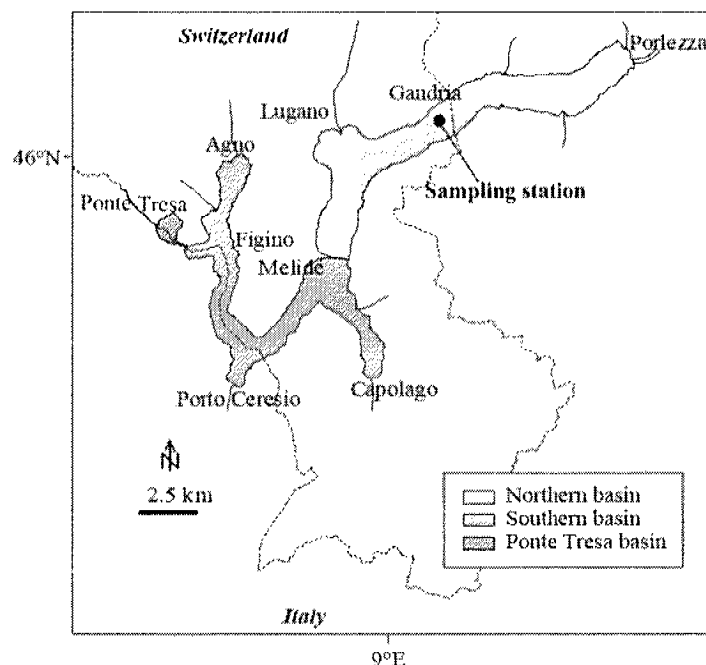 Switzerland
Porlezza
Gandria
Lugano
46°N
Agno
Sampling station
Ponte Tresa
Figino
Melide
Porto Ceresio
Capolago
N
2.5 km
Northern basin
Southern basin
Ponte Tresa basin
Italy
9°E